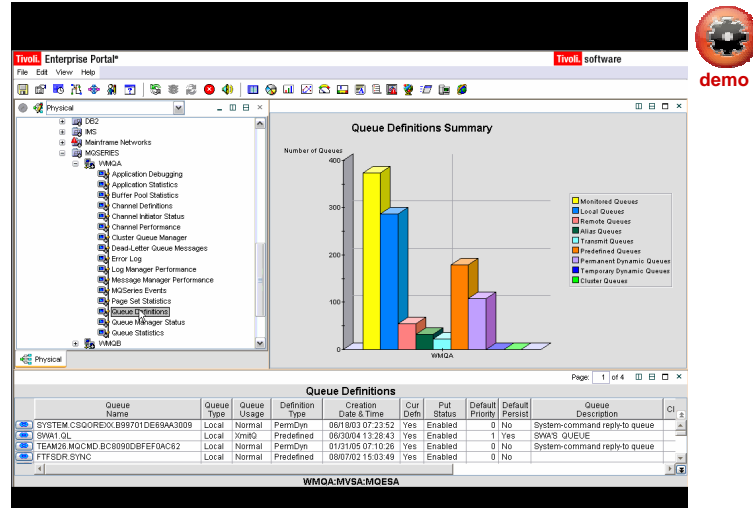 Tivoli. Enterprise Portal*
Tivoli. software
demo
File Edit View Help
Physical
DB2
IMS
Mainframe Networks
MQSERIES
WMQA
Application Debugging
Application Statistics
Buffer Pool Statistics
Channel Definitions
Channel Initiator Status
Channel Performance
Cluster Queue Manager
Dead-Letter Queue Messages
Error Log
Log Manager Performance
Message Manager Performance
MQSeries Events
Page Set Statistics
Queue Definitions
Queue Manager Status
Queue Statistics
WMQB
Physical
Queue Definitions Summary
Number of Queues
400
300
200
100
0
WMQA
Monitored Queues
Local Queues
Remote Queues
Alias Queues
Transmit Queues
Predefined Queues
Permanent Dynamic Queues
Temporary Dynamic Queues
Cluster Queues
Page: 1 of 4
Queue Definitions
Queue Name Queue Type Queue Usage Definition Type Creation Date & Time Cur Defn Put Status Default Priority Default Persist Queue Description Cl
SYSTEM.CSQOREXX.B99701DE69AA3009 Local Normal PermDyn 06/18/03 07:23:52 Yes Enabled 0 No System-command reply-to queue
SWA1.QL Local XmitQ Predefined 06/30/04 13:28:43 Yes Enabled 1 Yes SWA'S QUEUE
TEAM26.MQCMD.BC8090DBFEF0AC62 Local Normal PermDyn 01/31/05 07:10:26 Yes Enabled 0 No System-command reply-to queue
FTFSDR.SYNC Local Normal Predefined 08/07/02 15:03:49 Yes Enabled 0 No
WMQA:MVSA:MQESA